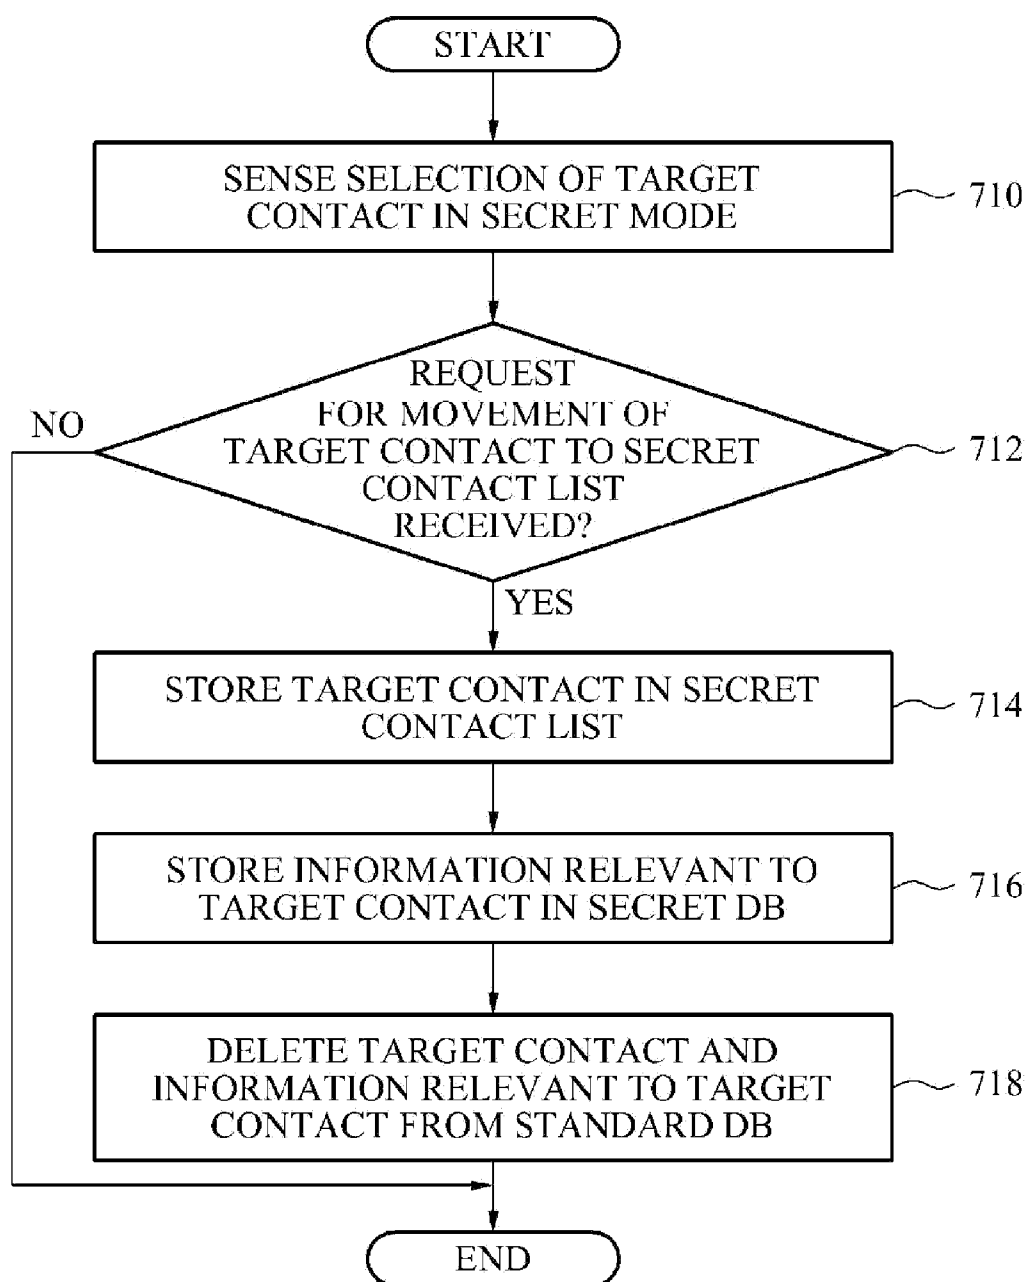 START
SENSE SELECTION OF TARGET
CONTACT IN SECRET MODE
710
REQUEST
FOR MOVEMENT OF
TARGET CONTACT TO SECRET
CONTACT LIST
RECEIVED?
712
NO
YES
STORE TARGET CONTACT IN SECRET
CONTACT LIST
714
STORE INFORMATION RELEVANT TO
TARGET CONTACT IN SECRET DB
716
DELETE TARGET CONTACT AND
INFORMATION RELEVANT TO TARGET
CONTACT FROM STANDARD DB
718
END